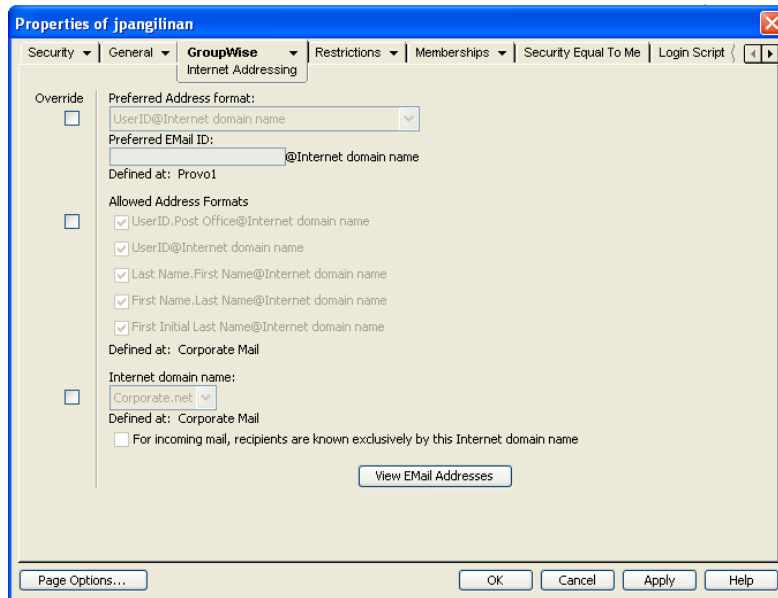 Properties of jpangilinan
Security General GroupWise Restrictions Memberships Security Equal To Me Login Script
Internet Addressing
Override Preferred Address format:
UserID@Internet domain name
Preferred EMail ID:
@Internet domain name
Defined at: Provo1
Allowed Address Formats
UserID.Post Office@Internet domain name
UserID@Internet domain name
Last Name.First Name@Internet domain name
First Name.Last Name@Internet domain name
First Initial Last Name@Internet domain name
Defined at: Corporate Mail
Internet domain name:
Corporate.net
Defined at: Corporate Mail
For incoming mail, recipients are known exclusively by this Internet domain name
View EMail Addresses
Page Options... OK Cancel Apply Help